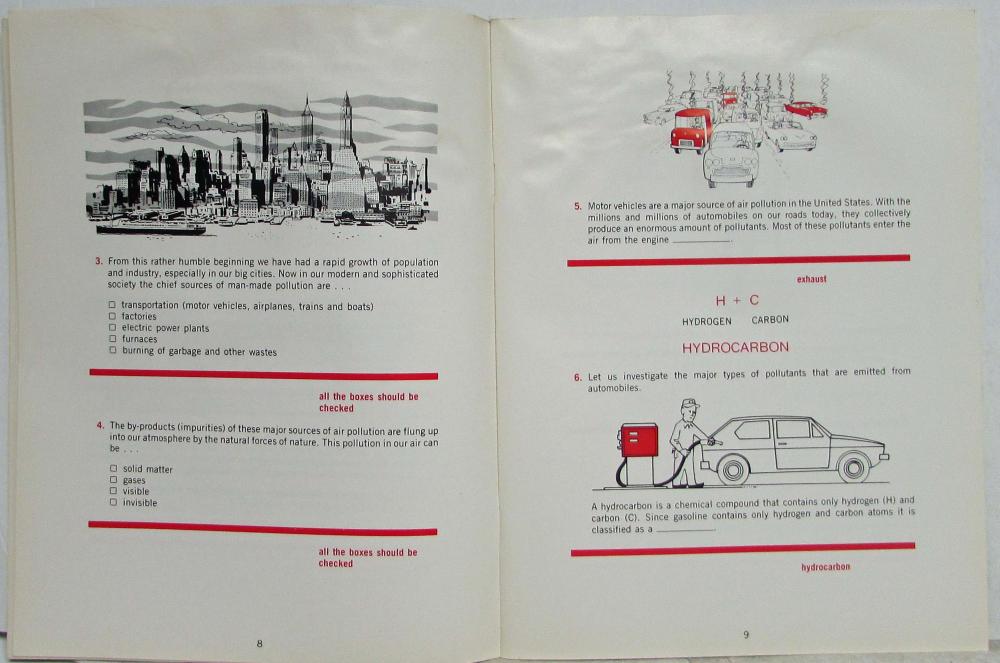 3. From this rather humble beginning we have had a rapid growth of population
and industry, especially in our big cities. Now in our modern and sophisticated
society the chief sources of man-made pollution are . . .
☐ transportation (motor vehicles, airplanes, trains and boats)
☐ factories
☐ electric power plants
☐ furnaces
☐ burning of garbage and other wastes
all the boxes should be
checked
4. The by-products (impurities) of these major sources of air pollution are flung up
into our atmosphere by the natural forces of nature. This pollution in our air can
be . . .
☐ solid matter
☐ gases
☐ visible
☐ invisible
all the boxes should be
checked
8
5. Motor vehicles are a major source of air pollution in the United States. With the
millions and millions of automobiles on our roads today, they collectively
produce an enormous amount of pollutants. Most of these pollutants enter the
air from the engine ____________.
exhaust
H + C
HYDROGEN CARBON
HYDROCARBON
6. Let us investigate the major types of pollutants that are emitted from
automobiles.
A hydrocarbon is a chemical compound that contains only hydrogen (H) and
carbon (C). Since gasoline contains only hydrogen and carbon atoms it is
classified as a ____________.
hydrocarbon
9